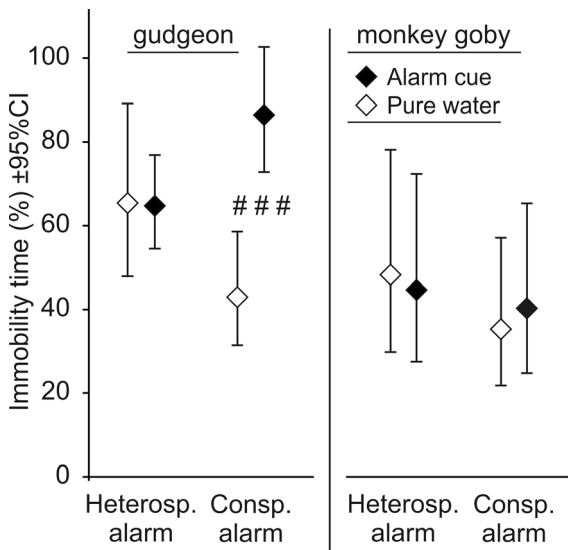 gudgeon
monkey goby
Alarm cue
Pure water
Immobility time (%) ±95%CI
100
80
60
40
20
0
# # #
Heterosp.
alarm
Consp.
alarm
Heterosp.
alarm
Consp.
alarm